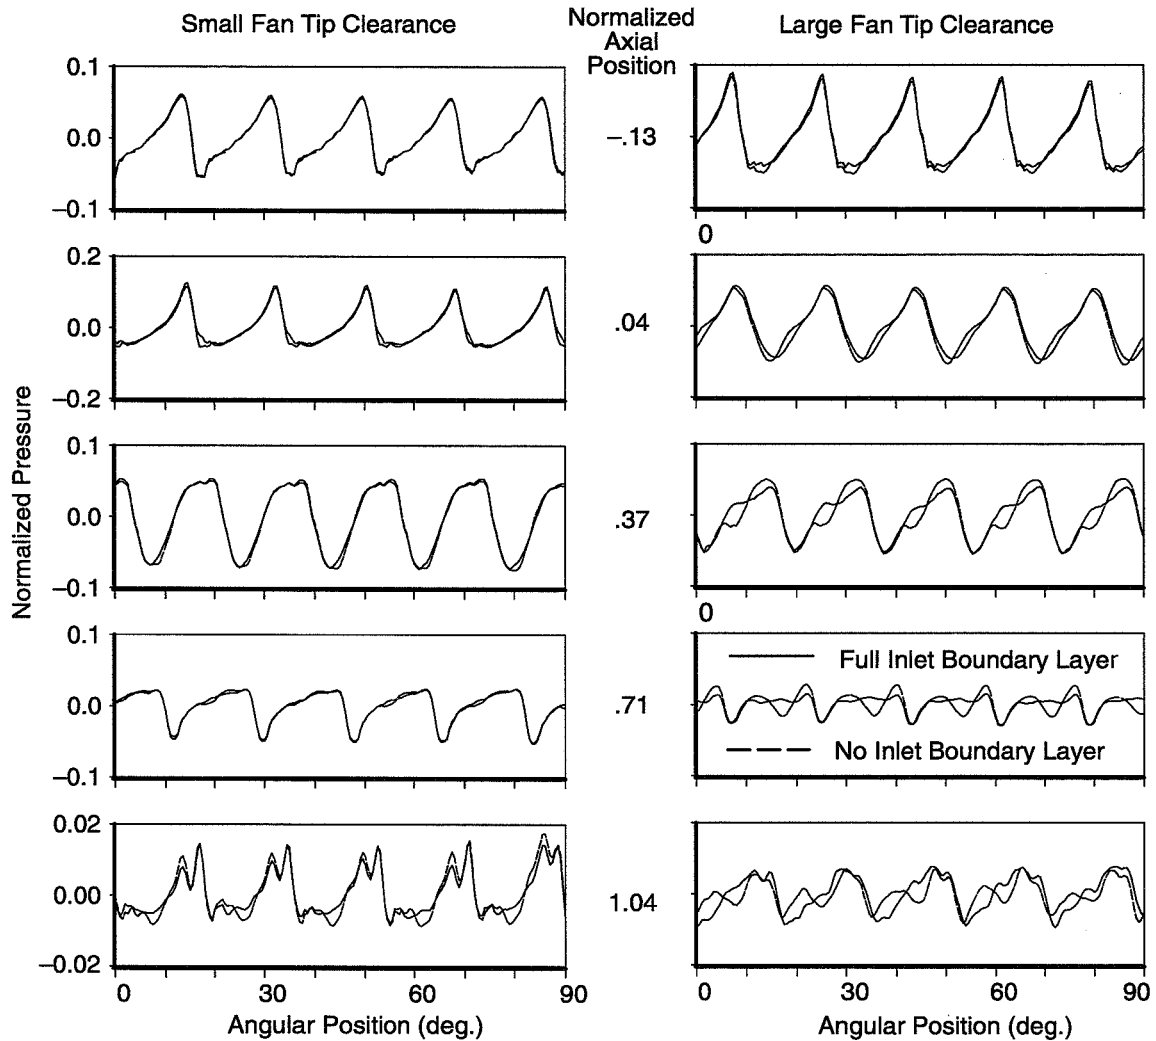 Small Fan Tip Clearance
Normalized
Axial
Position
Large Fan Tip Clearance
0.1
0.0
−0.1
−.13
0
0.2
0.0
−0.2
.04
Normalized Pressure
0.1
0.0
−0.1
.37
0
0.1
0.0
−0.1
.71
Full Inlet Boundary Layer
No Inlet Boundary Layer
0.02
0.00
−0.02
1.04
0 30 60 90
0 30 60 90
Angular Position (deg.)
Angular Position (deg.)